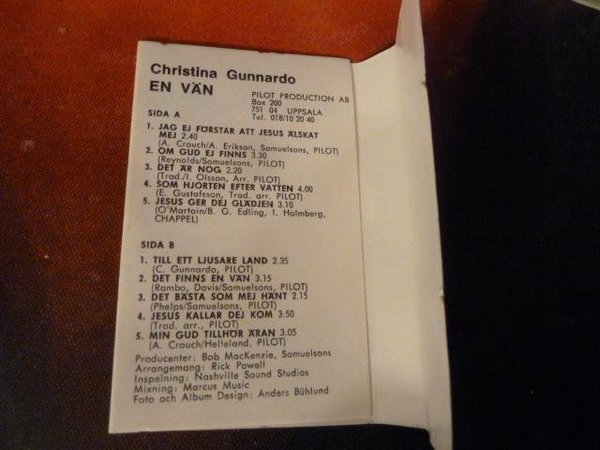 Christina Gunnardo
EN VÄN
PILOT PRODUCTION AB
Box 200
751 04 UPPSALA
Tel. 018/10 20 40
SIDA A
1. JAG EJ FÖRSTÅR ATT JESUS ÄLSKAT
MEJ 2.40
(A. Crouch/A. Erikson, Samuelsons, PILOT)
2. OM GUD EJ FINNS 3.30
(Reynolds/Samuelsons, PILOT)
3. DET ÄR NOG 2.20
(Trad./I. Olsson, Arr. PILOT)
4. SOM HJORTEN EFTER VATTEN 4.00
(E. Gustafsson, Trad. arr. PILOT)
5. JESUS GER DEJ GLÄDJEN 3.10
(O'Martain/B. G. Edling, I. Holmberg,
CHAPPEL)
SIDA B
1. TILL ETT LJUSARE LAND 2.35
(C. Gunnardo, PILOT)
2. DET FINNS EN VÄN 3.15
(Rambo, Davis/Samuelsons, PILOT)
3. DET BÄSTA SOM MEJ HÄNT 2.15
(Phelps/Samuelsons, PILOT)
4. JESUS KALLAR DEJ KOM 3.50
(Trad. arr., PILOT)
5. MIN GUD TILLHÖR ÄRAN 3.05
(A. Crouch/Helleland, PILOT)
Producenter: Bob MacKenzie, Samuelsons
Arrangemang: Rick Powell
Inspelning: Nashville Sound Studios
Mixning: Marcus Music
Foto och Album Design: Anders Bühlund